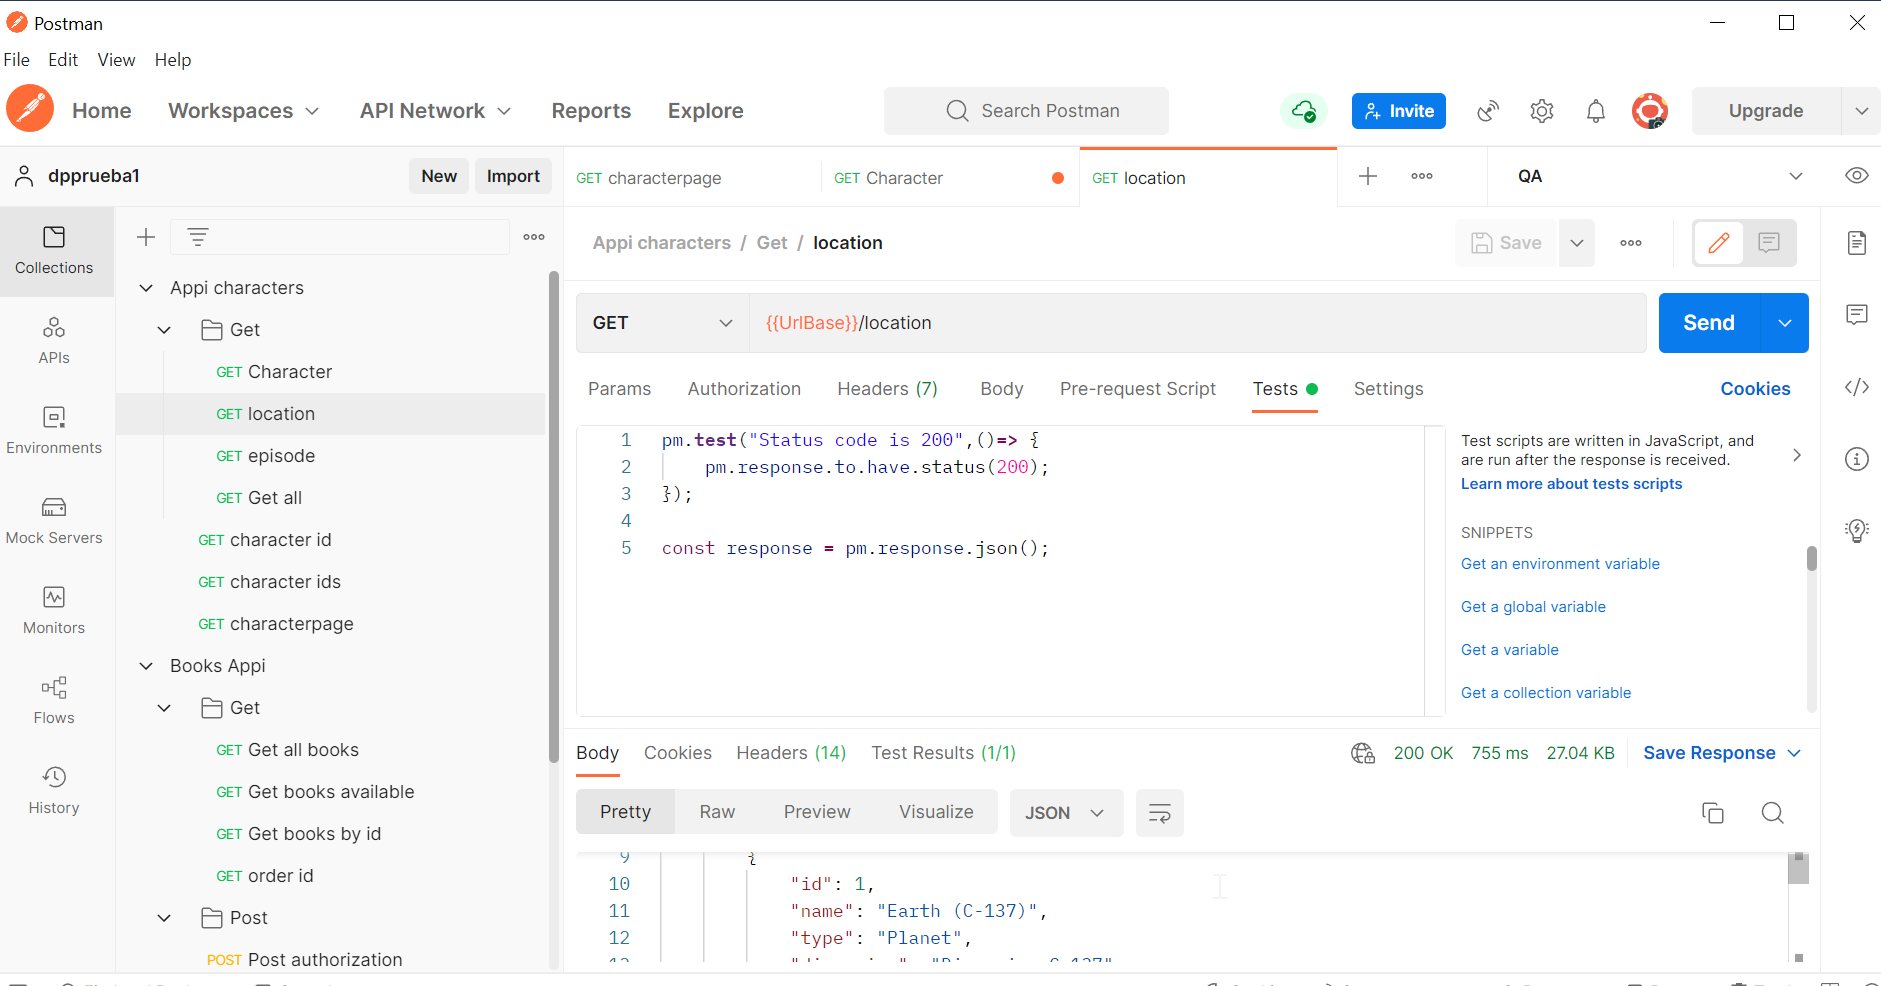 Postman
File Edit View Help
Home Workspaces API Network Reports Explore Search Postman Invite Upgrade
dpprueba1 New Import
GET characterpage GET Character GET location QA
Collections
APIs
Environments
Mock Servers
Monitors
Flows
History
Appi characters
Get
GET Character
GET location
GET episode
GET Get all
GET character id
GET character ids
GET characterpage
Books Appi
Get
GET Get all books
GET Get books available
GET Get books by id
GET order id
Post
POST Post authorization
Appi characters / Get / location Save
GET {{UrlBase}}/location Send
Params Authorization Headers (7) Body Pre-request Script Tests Settings Cookies
1 pm.test("Status code is 200",()=> {
2 pm.response.to.have.status(200);
3 });
4
5 const response = pm.response.json();
Test scripts are written in JavaScript, and
are run after the response is received.
Learn more about tests scripts
SNIPPETS
Get an environment variable
Get a global variable
Get a variable
Get a collection variable
Body Cookies Headers (14) Test Results (1/1) 200 OK 755 ms 27.04 KB Save Response
Pretty Raw Preview Visualize JSON
9 {
10 "id": 1,
11 "name": "Earth (C-137)",
12 "type": "Planet",